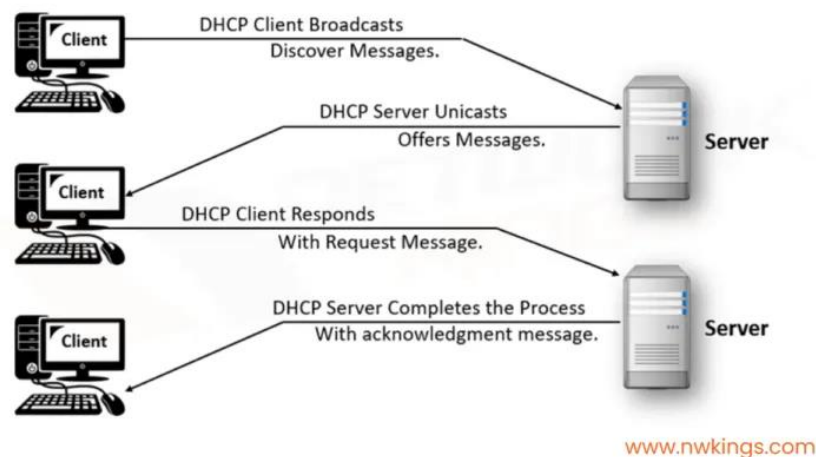 Client
DHCP Client Broadcasts
Discover Messages.
DHCP Server Unicasts
Offers Messages.
Server
Client
DHCP Client Responds
With Request Message.
DHCP Server Completes the Process
With acknowledgment message.
Server
Client
www.nwkings.com